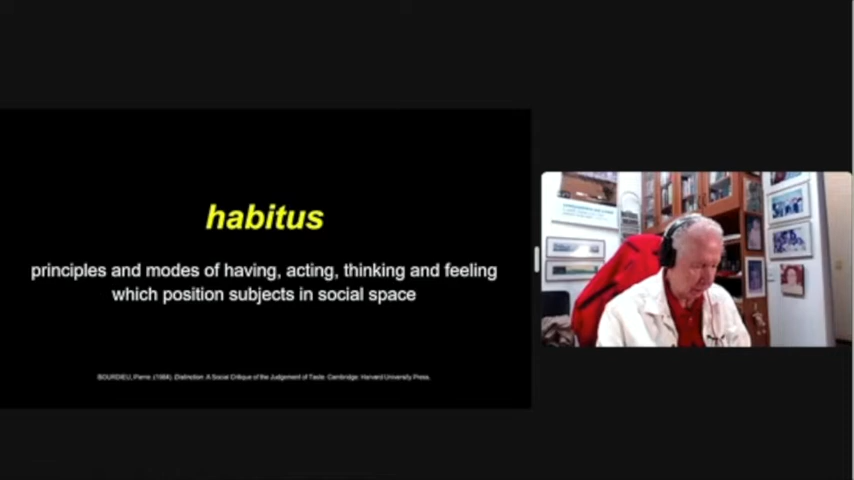 habitus
principles and modes of having, acting, thinking and feeling
which position subjects in social space
BOURDIEU, Pierre. (1984). Distinction: A Social Critique of the Judgement of Taste. Cambridge: Harvard University Press.